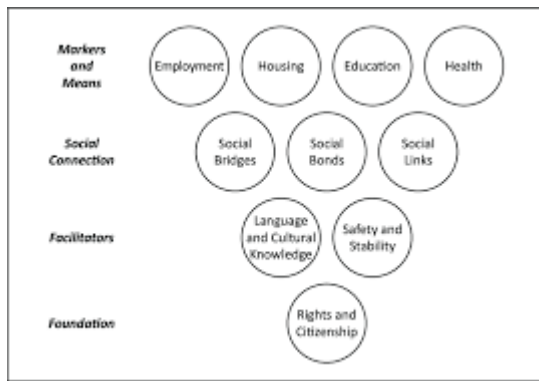 Markers
and
Means
Employment
Housing
Education
Health
Social
Connection
Social
Bridges
Social
Bonds
Social
Links
Facilitators
Language
and Cultural
Knowledge
Safety and
Stability
Foundation
Rights and
Citizenship